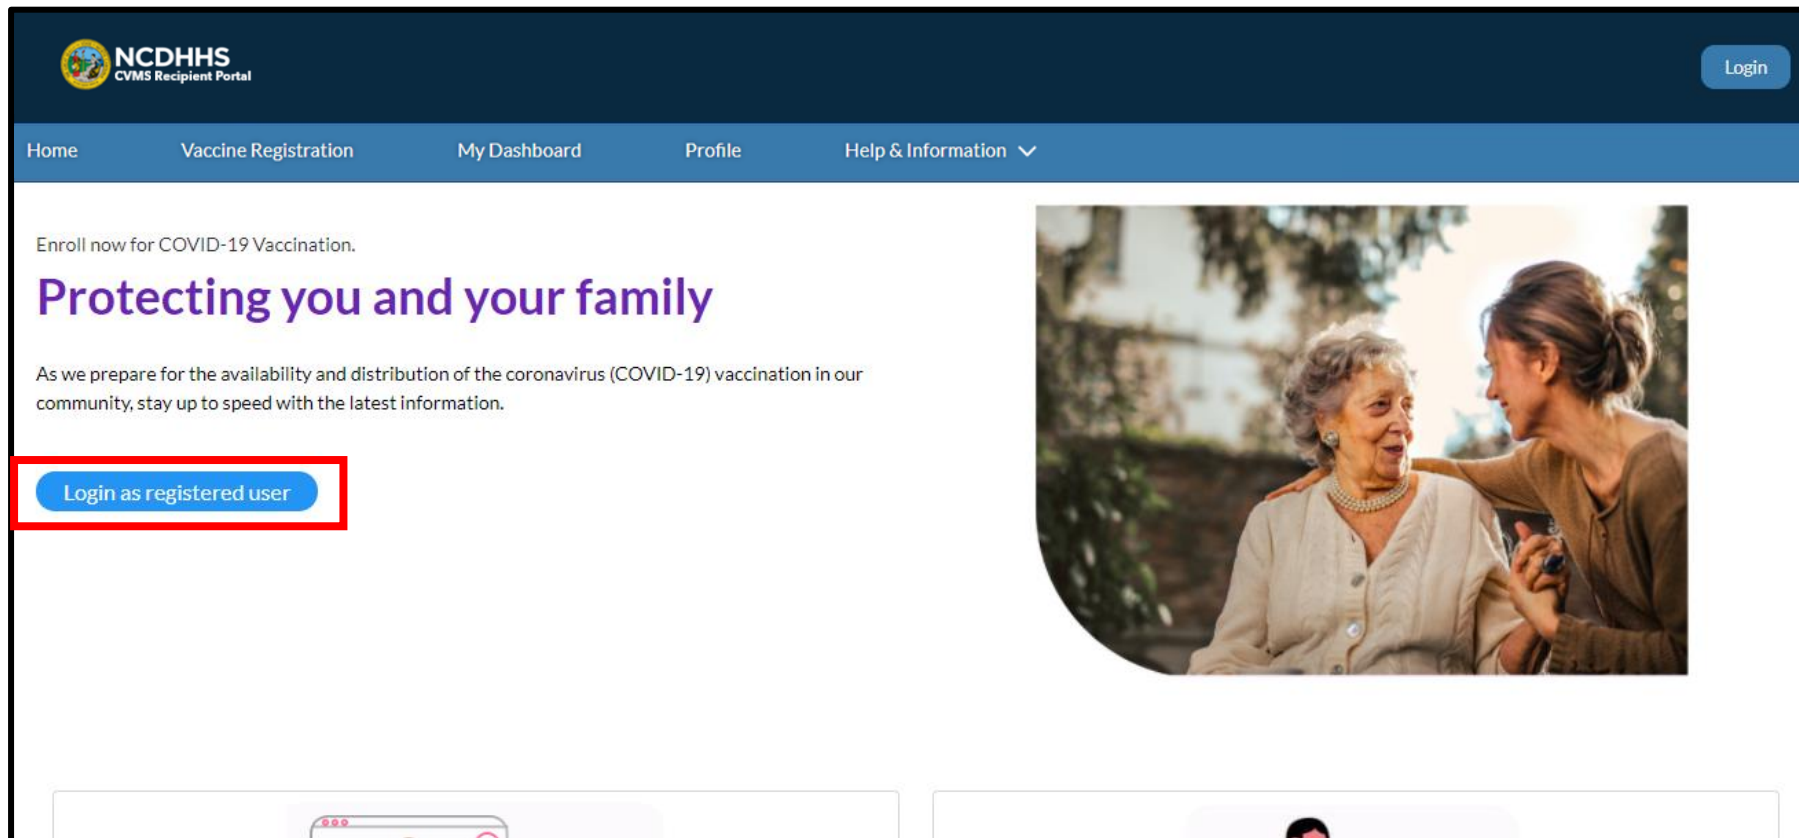 NCDHHS
CVMS Recipient Portal
Login
Home Vaccine Registration My Dashboard Profile Help & Information
Enroll now for COVID-19 Vaccination.
Protecting you and your family
As we prepare for the availability and distribution of the coronavirus (COVID-19) vaccination in our
community, stay up to speed with the latest information.
Login as registered user